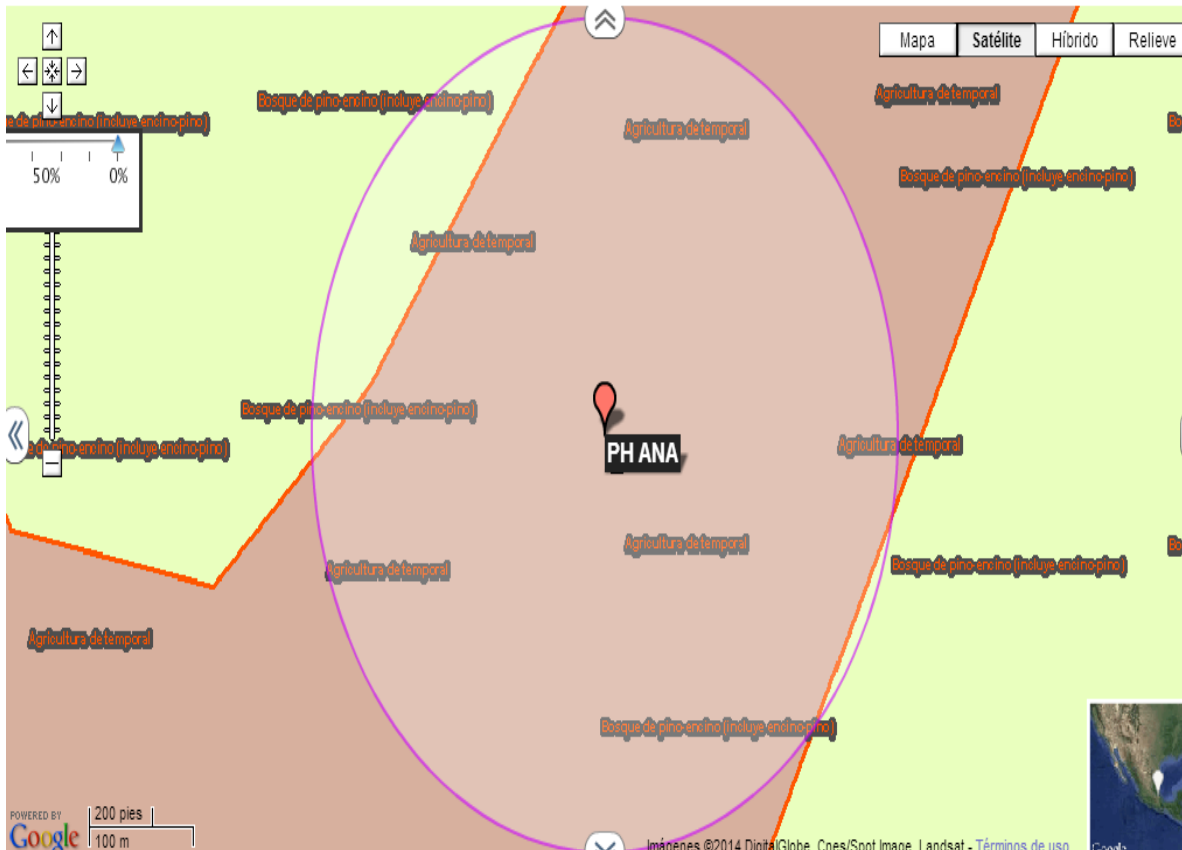 Mapa
Satélite
Híbrido
Relieve
Bosque de pino-encino (incluye encino-pino)
Agricultura de temporal
e de pino-encino (incluye encino-pino)
Agricultura de temporal
Bo
50%
0%
Bosque de pino-encino (incluye encino-pino)
Agricultura de temporal
Bosque de pino-encino (incluye encino-pino)
e de pino-encino (incluye encino-pino)
PH ANA
Agricultura de temporal
Agricultura de temporal
Bo
Agricultura de temporal
Bosque de pino-encino (incluye encino-pino)
Agricultura de temporal
Bosque de pino-encino (incluye encino-pino)
POWERED BY
Google
200 pies
100 m
Imágenes ©2014 DigitalGlobe, Cnes/Spot Image, Landsat - Términos de uso
Google